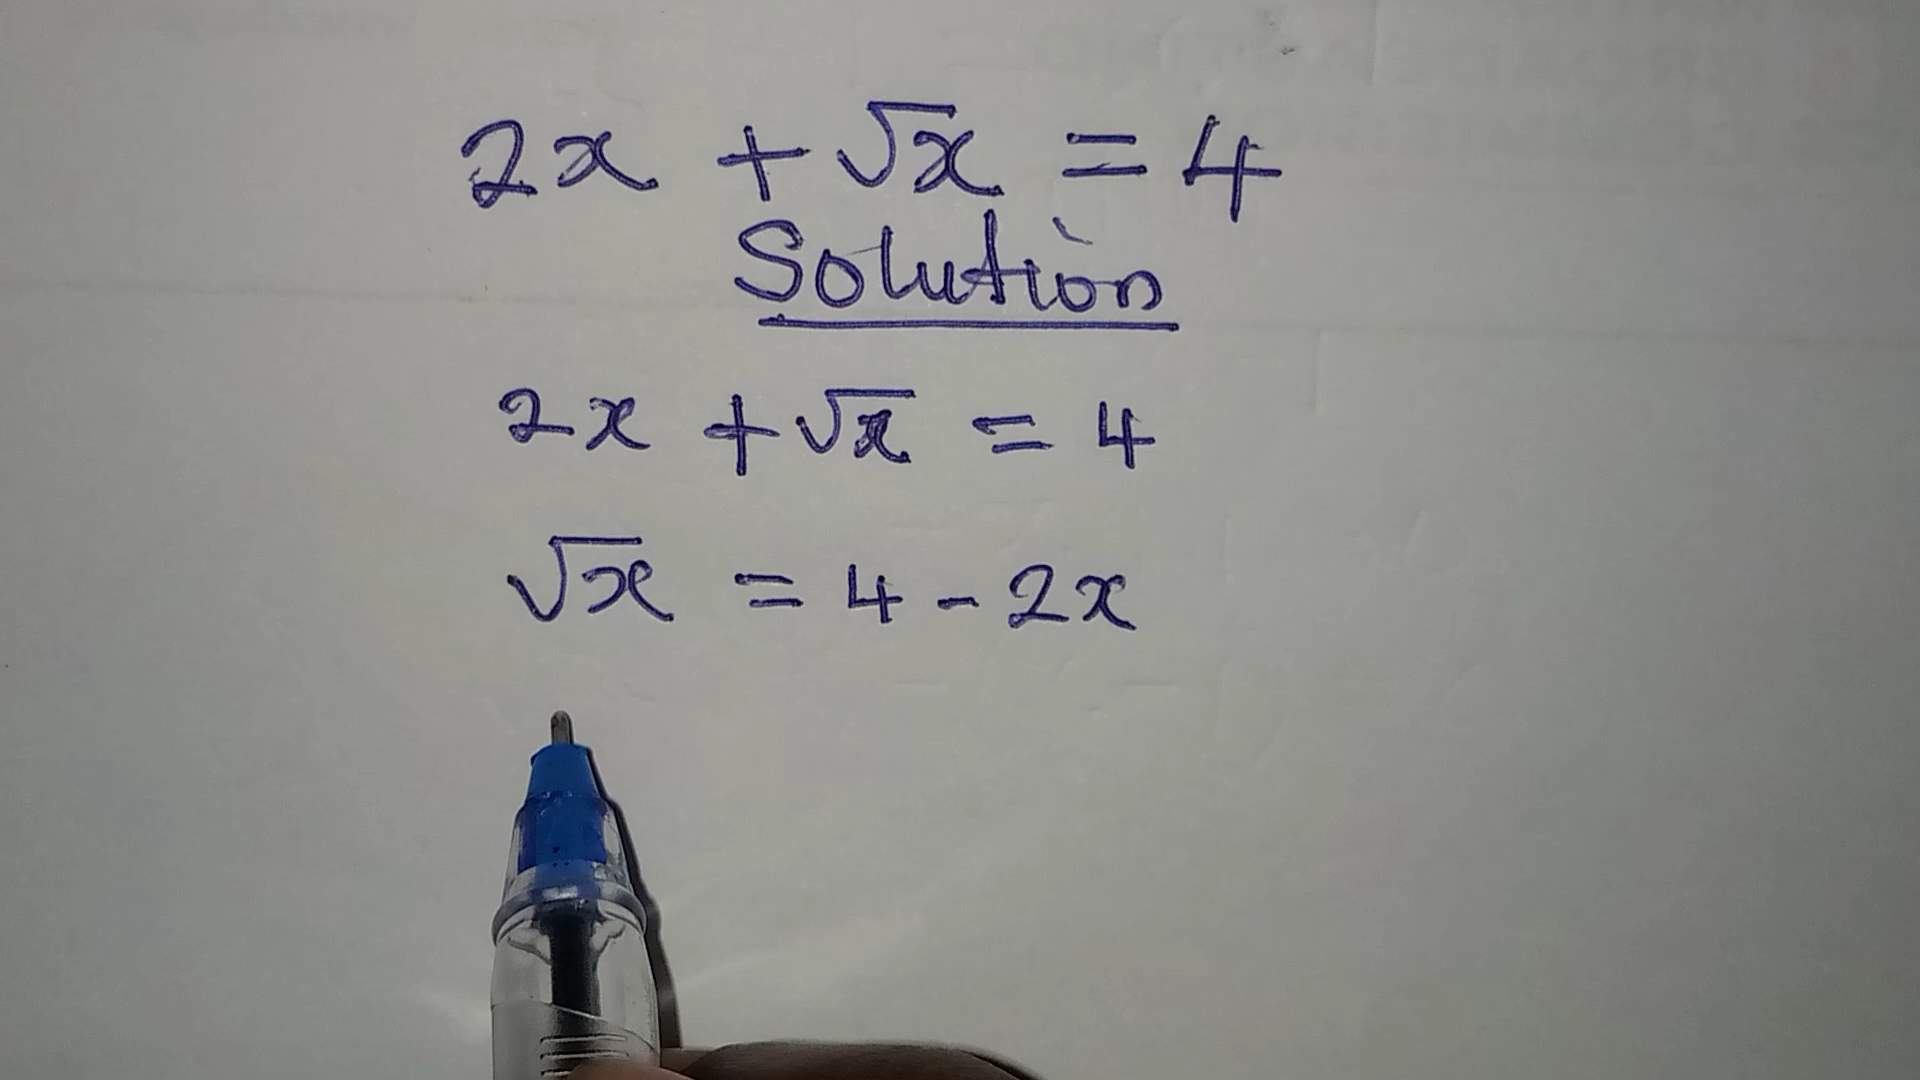 2x + √x = 4
Solution
2x + √x = 4
√x = 4 - 2x